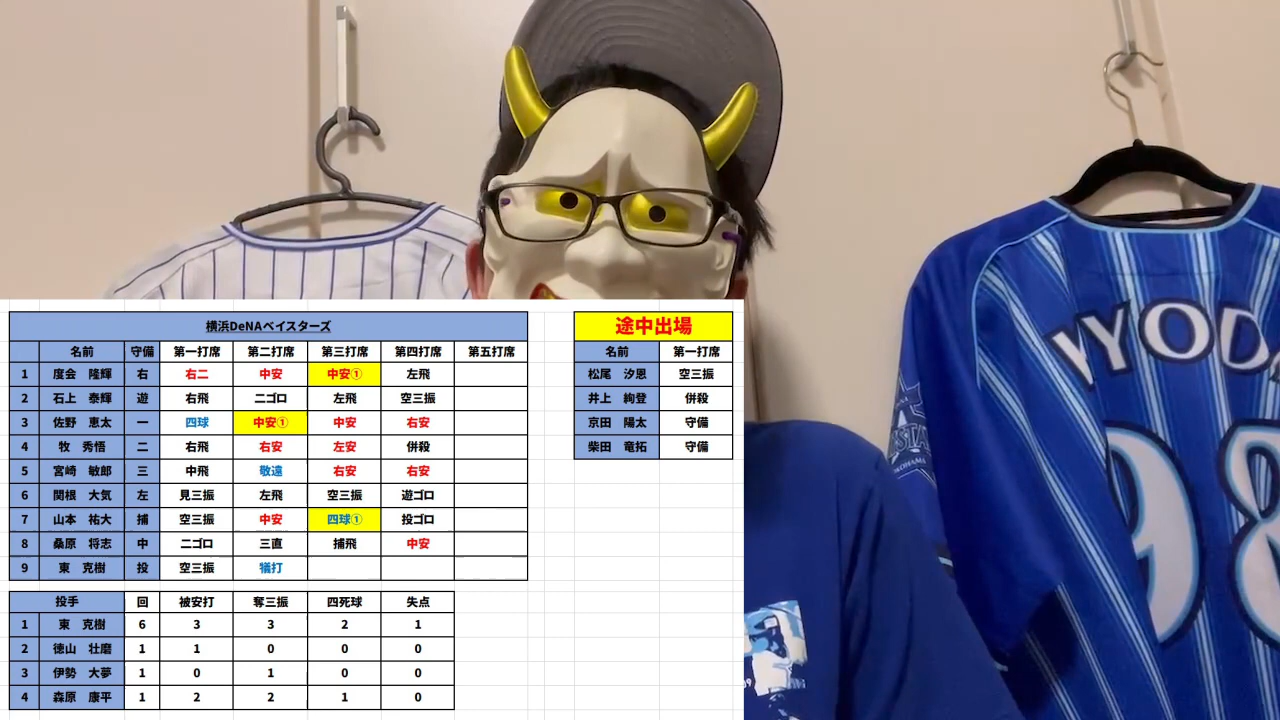 横浜DeNAベイスターズ
名前 守備 第一打席 第二打席 第三打席 第四打席 第五打席
1 度会 隆輝 右 右二 中安 中安① 左飛
2 石上 泰輝 遊 右飛 二ゴロ 左飛 空三振
3 佐野 恵太 一 四球 中安① 中安 右安
4 牧 秀悟 二 右飛 右安 左安 併殺
5 宮崎 敏郎 三 中飛 敬遠 右安 右安
6 関根 大気 左 見三振 左飛 空三振 遊ゴロ
7 山本 祐大 捕 空三振 中安 四球① 投ゴロ
8 桑原 将志 中 二ゴロ 三直 捕飛 中安
9 東 克樹 投 空三振 犠打
途中出場
名前 第一打席
松尾 汐恩 空三振
井上 絢登 併殺
京田 陽太 守備
柴田 竜拓 守備
投手 回 被安打 奪三振 四死球 失点
1 東 克樹 6 3 3 2 1
2 徳山 壮磨 1 1 0 0 0
3 伊勢 大夢 1 0 1 0 0
4 森原 康平 1 2 2 1 0
WYOD
98